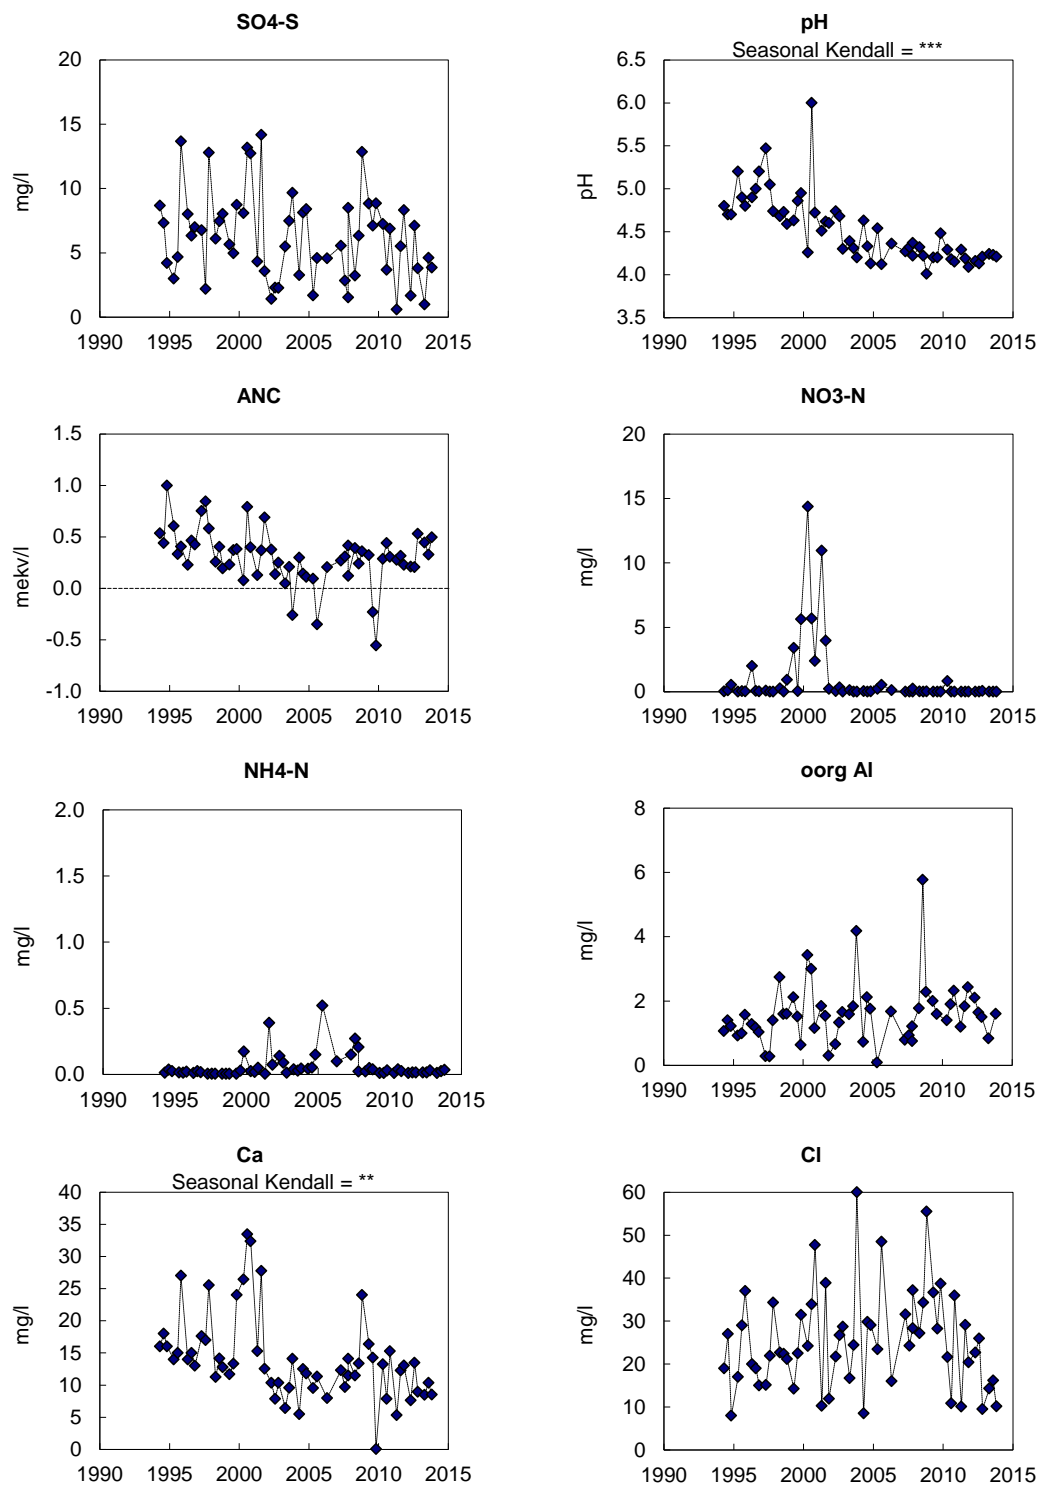 SO4-S
20
15
10
5
0
mg/l
1990 1995 2000 2005 2010 2015
pH
Seasonal Kendall = ***
6.5
6.0
5.5
5.0
4.5
4.0
3.5
pH
1990 1995 2000 2005 2010 2015
ANC
1.5
1.0
0.5
0.0
-0.5
-1.0
mekv/l
1990 1995 2000 2005 2010 2015
NO3-N
20
15
10
5
0
mg/l
1990 1995 2000 2005 2010 2015
NH4-N
2.0
1.5
1.0
0.5
0.0
mg/l
1990 1995 2000 2005 2010 2015
oorg Al
8
6
4
2
0
mg/l
1990 1995 2000 2005 2010 2015
Ca
Seasonal Kendall = **
40
35
30
25
20
15
10
5
0
mg/l
1990 1995 2000 2005 2010 2015
Cl
60
50
40
30
20
10
0
mg/l
1990 1995 2000 2005 2010 2015